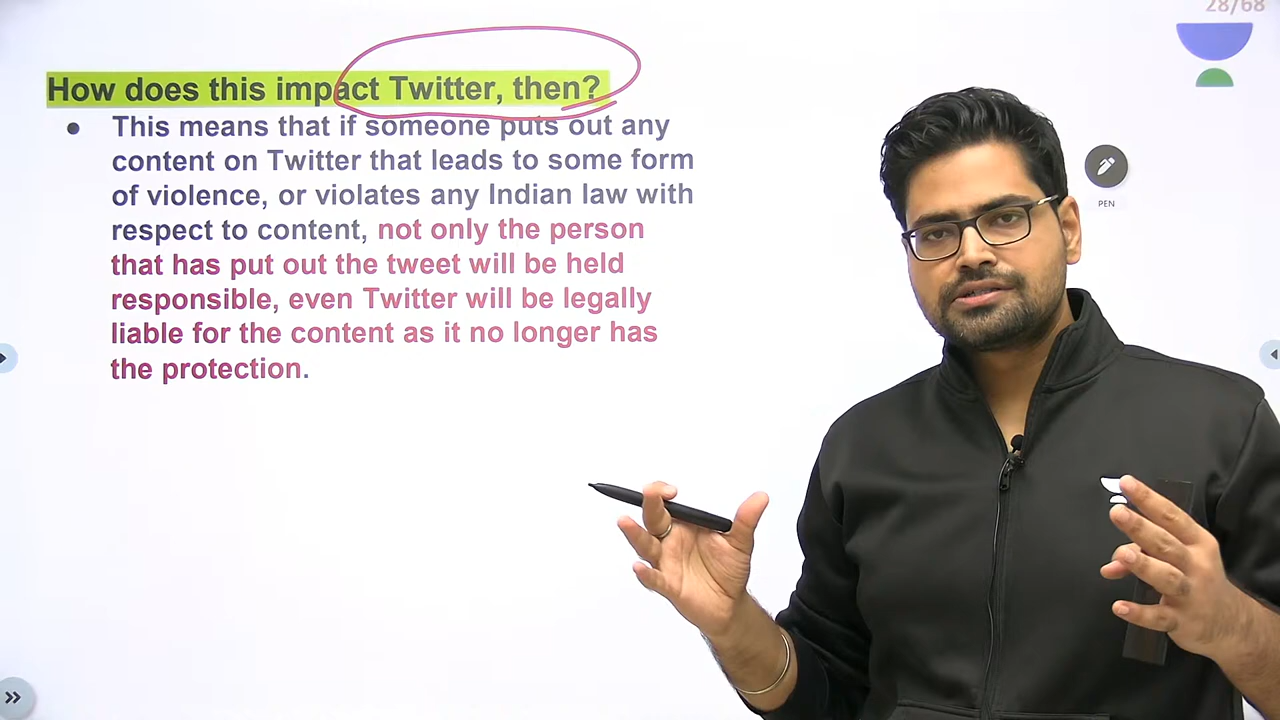 28/68
How does this impact Twitter, then?
This means that if someone puts out any
content on Twitter that leads to some form
of violence, or violates any Indian law with
respect to content, not only the person
that has put out the tweet will be held
responsible, even Twitter will be legally
liable for the content as it no longer has
the protection.
PEN